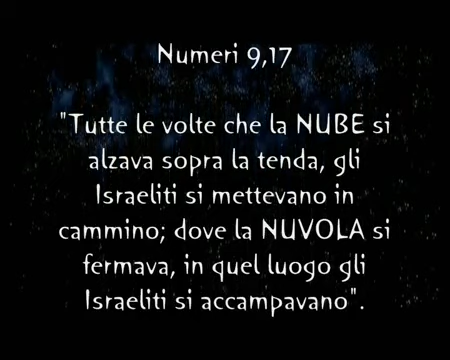 Numeri 9,17
"Tutte le volte che la NUBE si
alzava sopra la tenda, gli
Israeliti si mettevano in
cammino; dove la NUVOLA si
fermava, in quel luogo gli
Israeliti si accampavano".